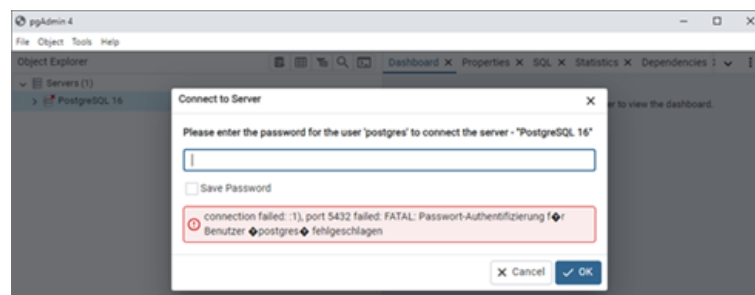 pgAdmin 4
File Object Tools Help
Object Explorer
Dashboard Properties SQL Statistics Dependencies
Servers (1)
PostgreSQL 16
er to view the dashboard.
Connect to Server
Please enter the password for the user 'postgres' to connect the server - "PostgreSQL 16"
Save Password
connection failed: :1), port 5432 failed: FATAL: Passwort-Authentifizierung f�r
Benutzer �postgres� fehlgeschlagen
Cancel OK